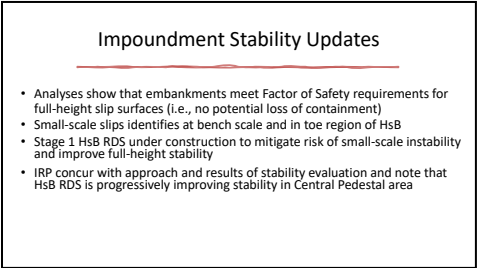 Impoundment Stability Updates
• Analyses show that embankments meet Factor of Safety requirements for
full-height slip surfaces (i.e., no potential loss of containment)
• Small-scale slips identifies at bench scale and in toe region of HsB
• Stage 1 HsB RDS under construction to mitigate risk of small-scale instability
and improve full-height stability
• IRP concur with approach and results of stability evaluation and note that
HsB RDS is progressively improving stability in Central Pedestal area